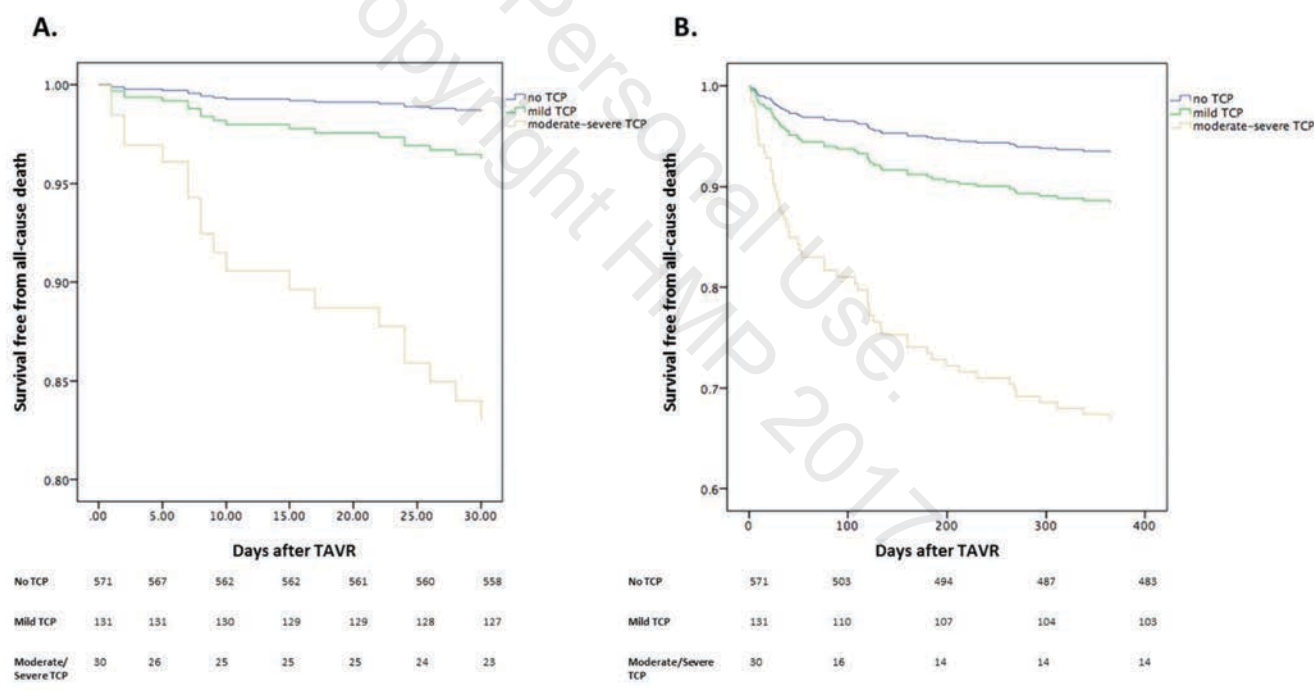 A.
Survival free from all-cause death
1.00
0.95
0.90
0.85
0.80
.00 5.00 10.00 15.00 20.00 25.00 30.00
Days after TAVR
no TCP
mild TCP
moderate-severe TCP
No TCP 571 567 562 562 561 560 558
Mild TCP 131 131 130 129 129 128 127
Moderate/
Severe TCP 30 26 25 25 25 24 23
B.
Survival free from all-cause death
1.0
0.9
0.8
0.7
0.6
0 100 200 300 400
Days after TAVR
no TCP
mild TCP
moderate-severe TCP
No TCP 571 503 494 487 483
Mild TCP 131 110 107 104 103
Moderate/Severe
TCP 30 16 14 14 14
Personal Use.
opyright HMP 2017